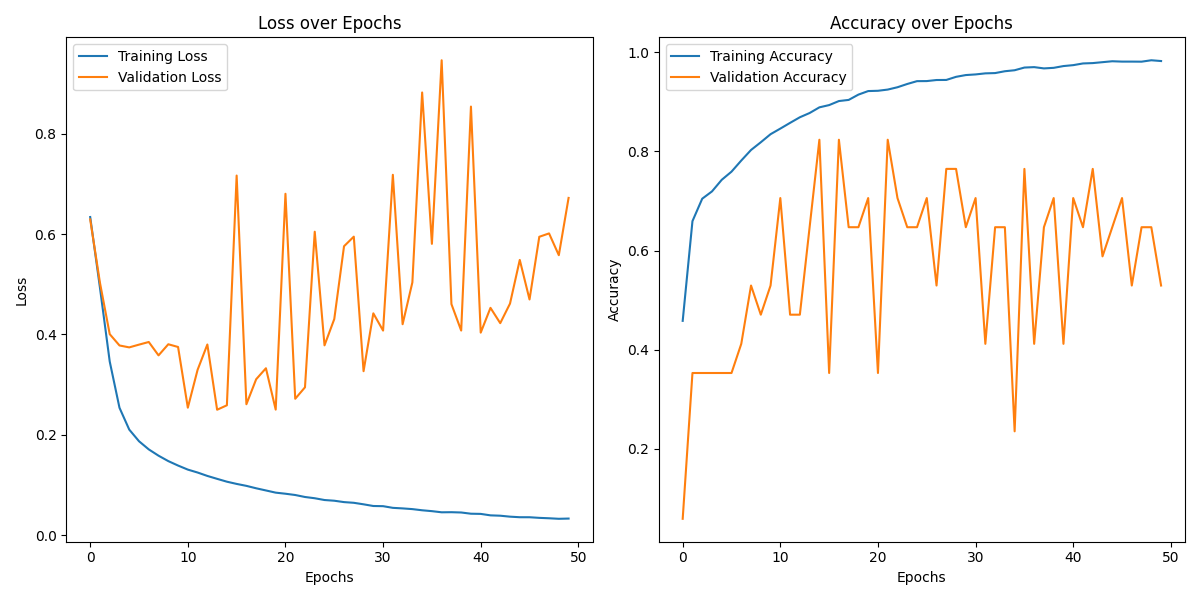 Loss over Epochs
Training Loss
Validation Loss
Loss
0.8
0.6
0.4
0.2
0.0
0 10 20 30 40 50
Epochs
Accuracy over Epochs
Training Accuracy
Validation Accuracy
Accuracy
1.0
0.8
0.6
0.4
0.2
0 10 20 30 40 50
Epochs